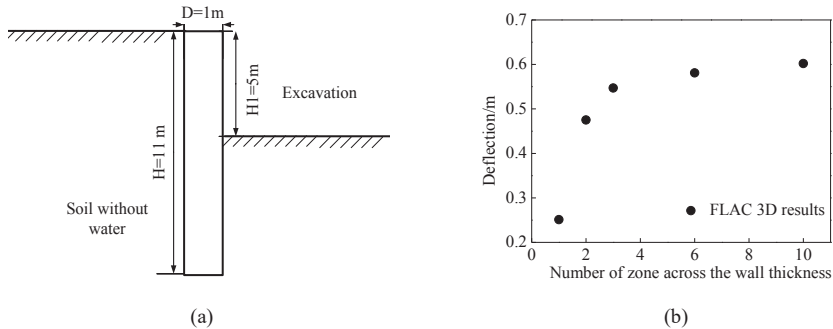 D=1m
H1=5m
Excavation
H=11 m
Soil without
water
(a)
0.7
0.6
0.5
0.4
0.3
0.2
Deflection/m
FLAC 3D results
0 2 4 6 8 10
Number of zone across the wall thickness
(b)